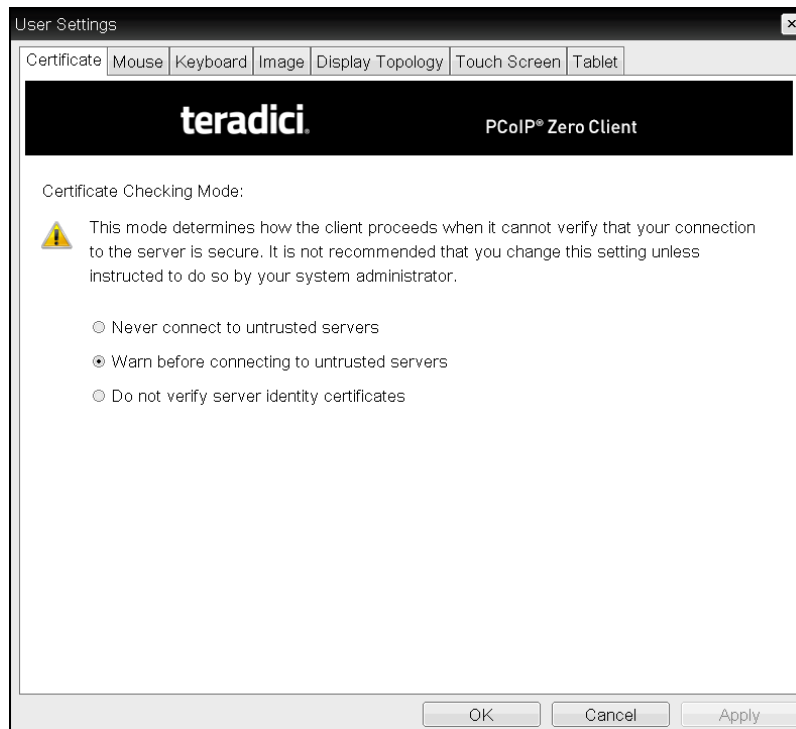 User Settings
Certificate Mouse Keyboard Image Display Topology Touch Screen Tablet
teradici. PCoIP® Zero Client
Certificate Checking Mode:
This mode determines how the client proceeds when it cannot verify that your connection
to the server is secure. It is not recommended that you change this setting unless
instructed to do so by your system administrator.
Never connect to untrusted servers
Warn before connecting to untrusted servers
Do not verify server identity certificates
OK Cancel Apply